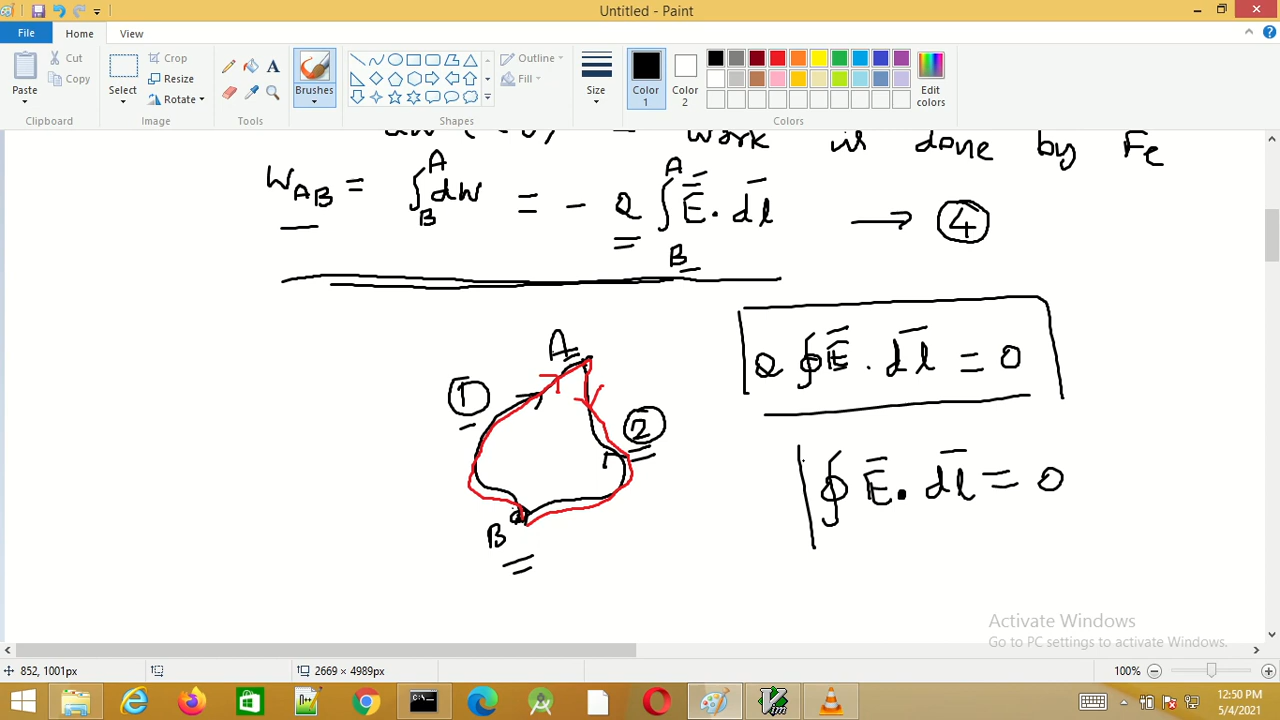 Untitled - Paint
File Home View
Paste Cut Copy Clipboard
Select Crop Resize Rotate Image
Tools
Brushes
Shapes Outline Fill
Size
Color 1 Color 2 Edit colors Colors
dW (<0) = work is done by Fe
W_AB = ∫_B^A dW = - Q ∫_B^A E̅ . d̅l̅ → ④
A
Q ∮ E̅ . d̅l̅ = 0
①
②
∮ E̅ . d̅l̅ = 0
B
Activate Windows
Go to PC settings to activate Windows.
852, 1001px 2669 × 4989px 100%
12:50 PM
5/4/2021